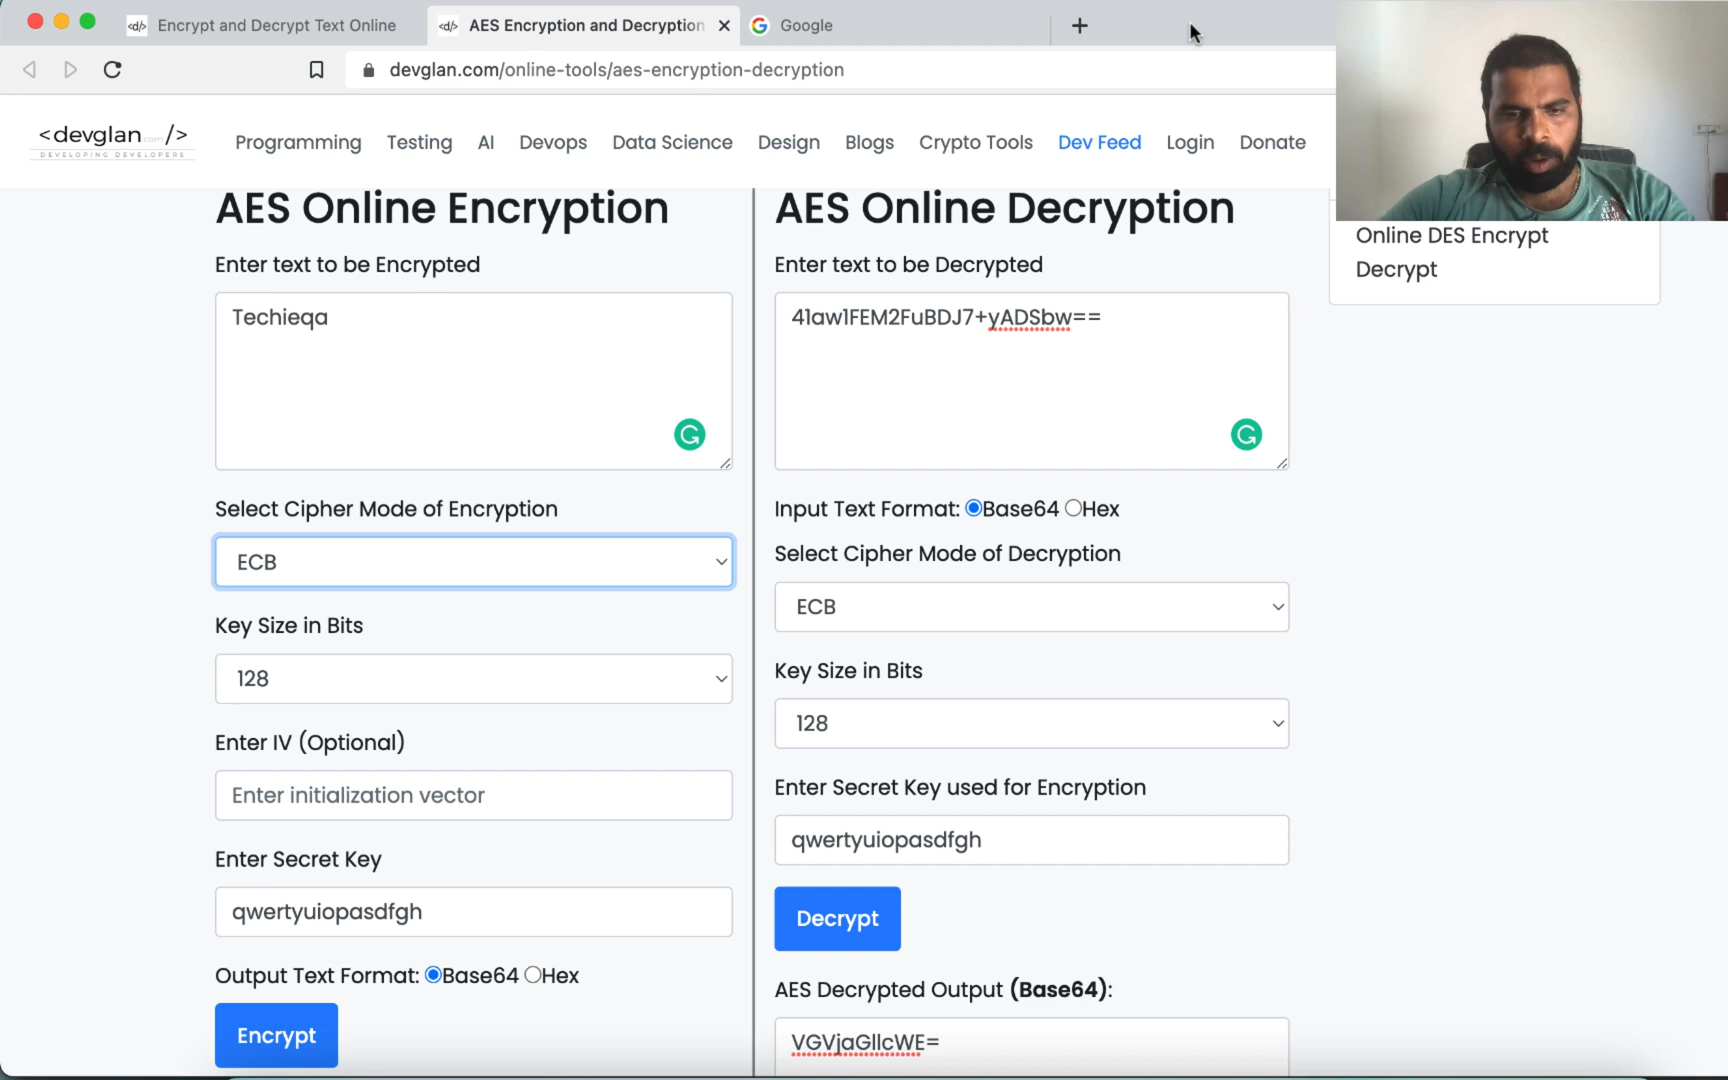 Encrypt and Decrypt Text Online
AES Encryption and Decryption
Google
devglan.com/online-tools/aes-encryption-decryption
<devglan.com/>
DEVELOPING DEVELOPERS
Programming Testing AI Devops Data Science Design Blogs Crypto Tools Dev Feed Login Donate
AES Online Encryption
Enter text to be Encrypted
Techieqa
Select Cipher Mode of Encryption
ECB
Key Size in Bits
128
Enter IV (Optional)
Enter initialization vector
Enter Secret Key
qwertyuiopasdfgh
Output Text Format: Base64 Hex
Encrypt
AES Online Decryption
Enter text to be Decrypted
41aw1FEM2FuBDJ7+yADSbw==
Input Text Format: Base64 Hex
Select Cipher Mode of Decryption
ECB
Key Size in Bits
128
Enter Secret Key used for Encryption
qwertyuiopasdfgh
Decrypt
AES Decrypted Output (Base64):
VGVjaGllcWE=
Online DES Encrypt
Decrypt